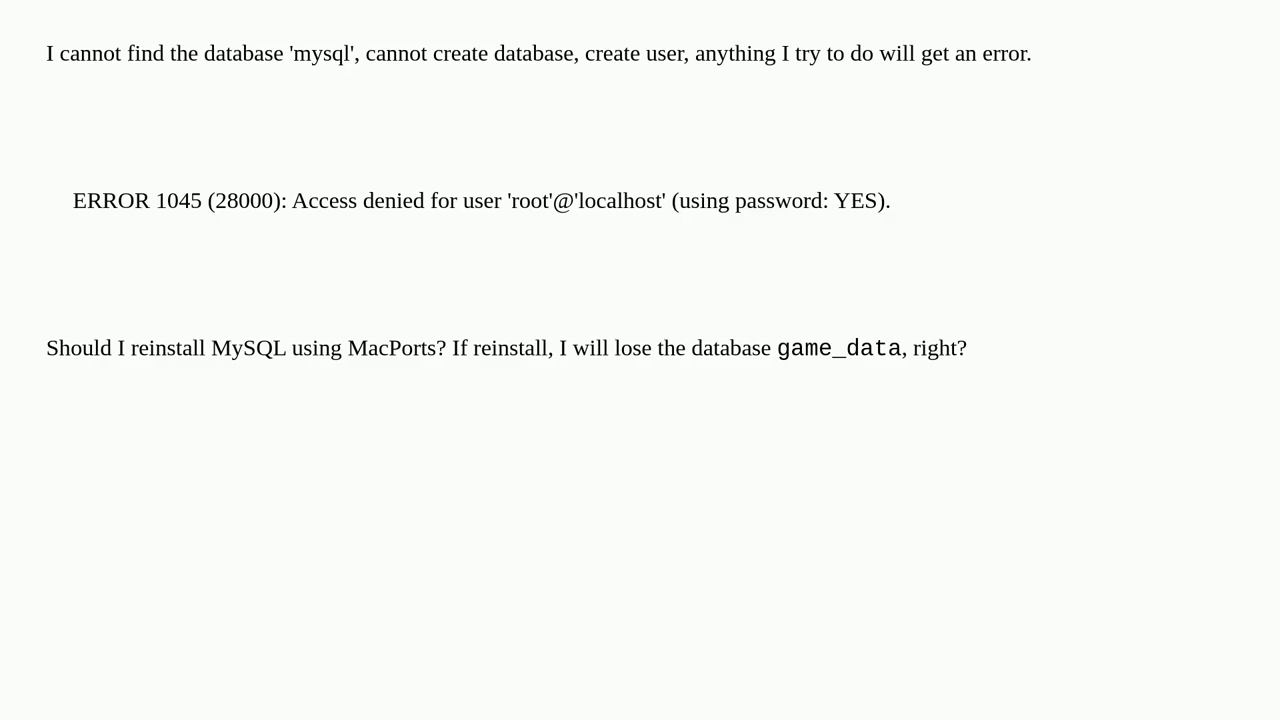 I cannot find the database 'mysql', cannot create database, create user, anything I try to do will get an error.
ERROR 1045 (28000): Access denied for user 'root'@'localhost' (using password: YES).
Should I reinstall MySQL using MacPorts? If reinstall, I will lose the database game_data, right?